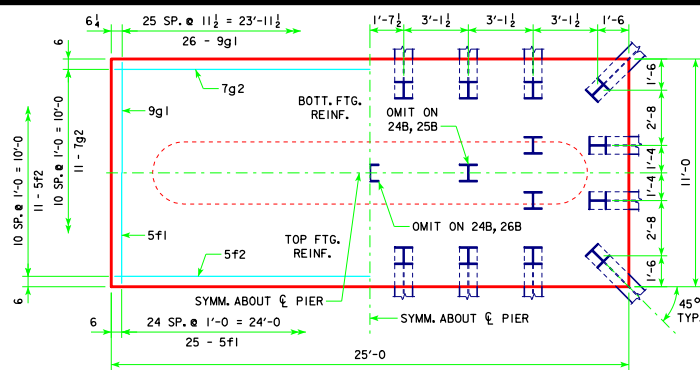 6¼ 25 SP.@ 11½ = 23'-11½
26 - 9g1
1'-7½ 3'-1½ 3'-1½ 3'-1½ 1'-6
6
7g2
BOTT. FTG.
REINF.
OMIT ON
24B, 25B
9g1
10 SP.@ 1'-0 = 10'-0
11 - 5f2
10 SP.@ 1'-0 = 10'-0
11 - 7g2
1'-6
2'-8
1'-4
1'-4
2'-8
1'-6
11'-0
OMIT ON 24B, 26B
5f1
TOP FTG.
REINF.
5f2
6
SYMM. ABOUT ℄ PIER
SYMM. ABOUT ℄ PIER
45°
TYP.
6 24 SP.@ 1'-0 = 24'-0
25 - 5f1
25'-0